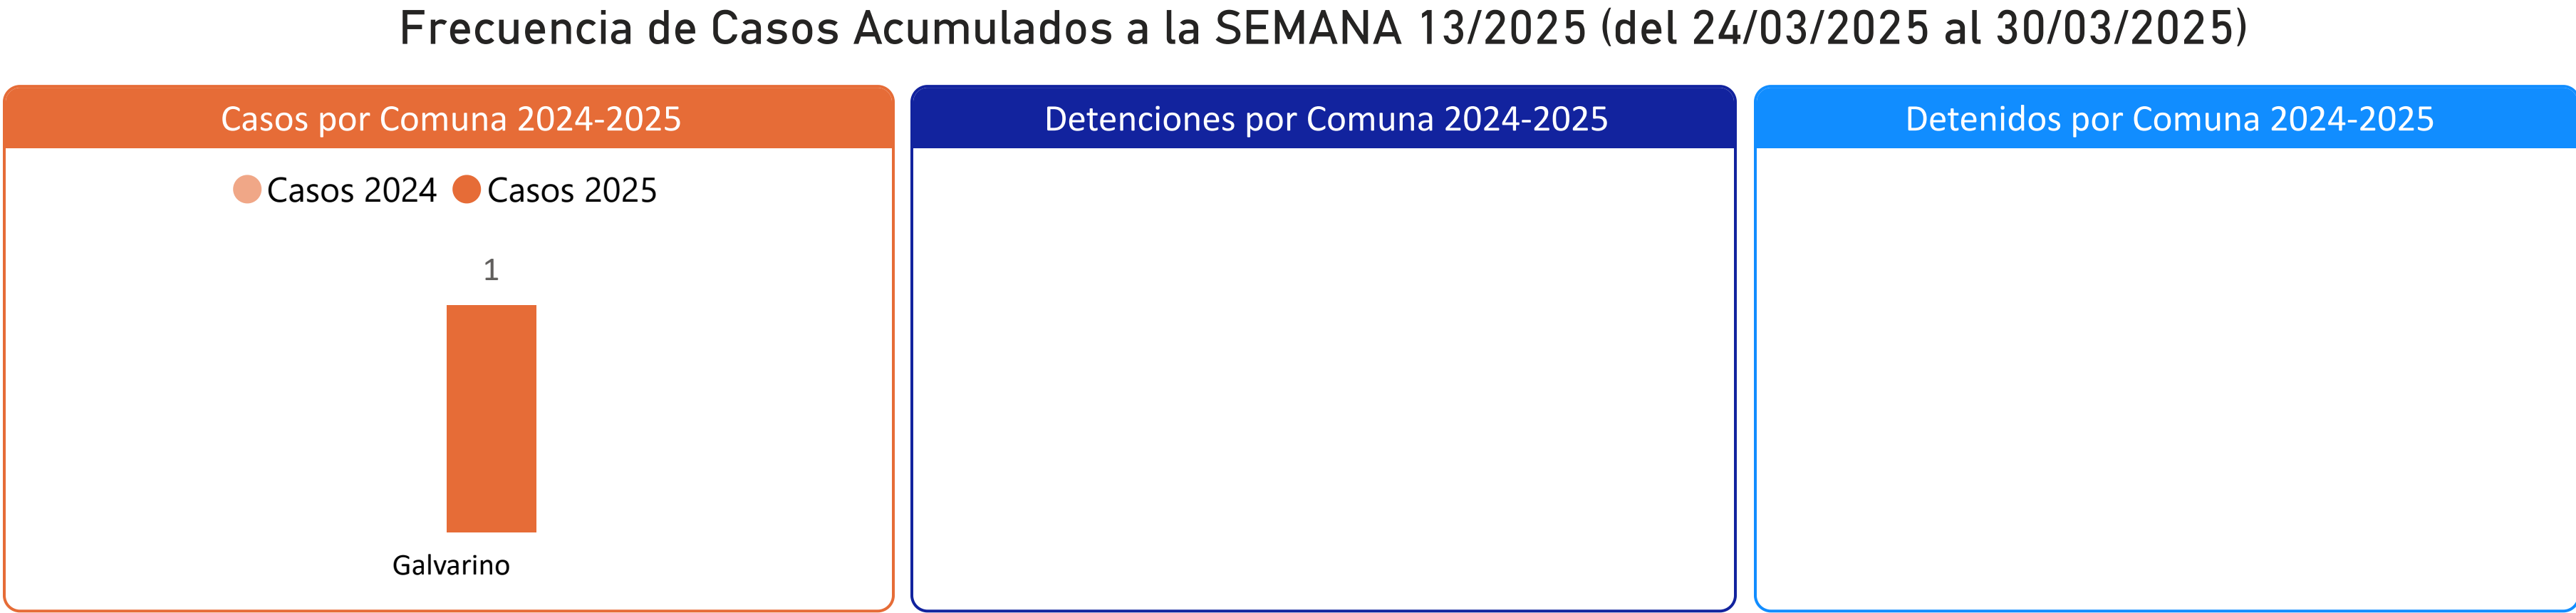 Frecuencia de Casos Acumulados a la SEMANA 13/2025 (del 24/03/2025 al 30/03/2025)
Casos por Comuna 2024-2025
Casos 2024 Casos 2025
1
Galvarino
Detenciones por Comuna 2024-2025
Detenidos por Comuna 2024-2025